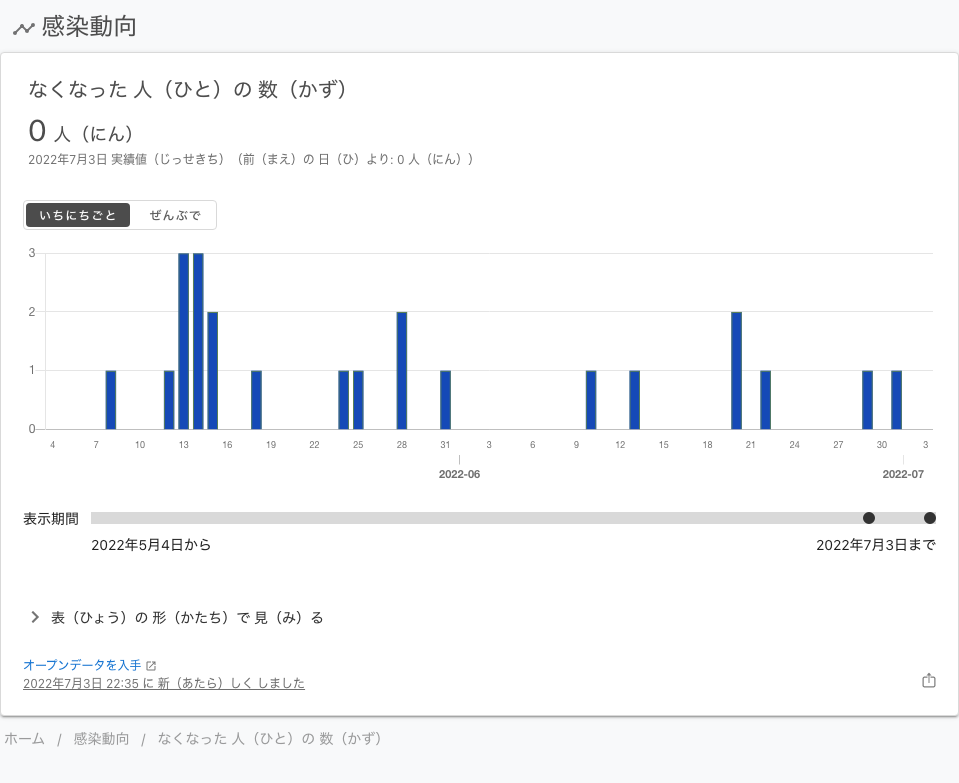 感染動向
なくなった 人（ひと）の 数（かず）
0 人（にん）
2022年7月3日 実績値（じっせきち）（前（まえ）の 日（ひ）より: 0 人（にん））
いちにちごと ぜんぶで
3
2
1
0
4 7 10 13 16 19 22 25 28 31 3 6 9 12 15 18 21 24 27 30 3
2022-06 2022-07
表示期間
2022年5月4日から 2022年7月3日まで
表（ひょう）の 形（かたち）で 見（み）る
オープンデータを入手
2022年7月3日 22:35 に 新（あたら）しく しました
ホーム / 感染動向 / なくなった 人（ひと）の 数（かず）